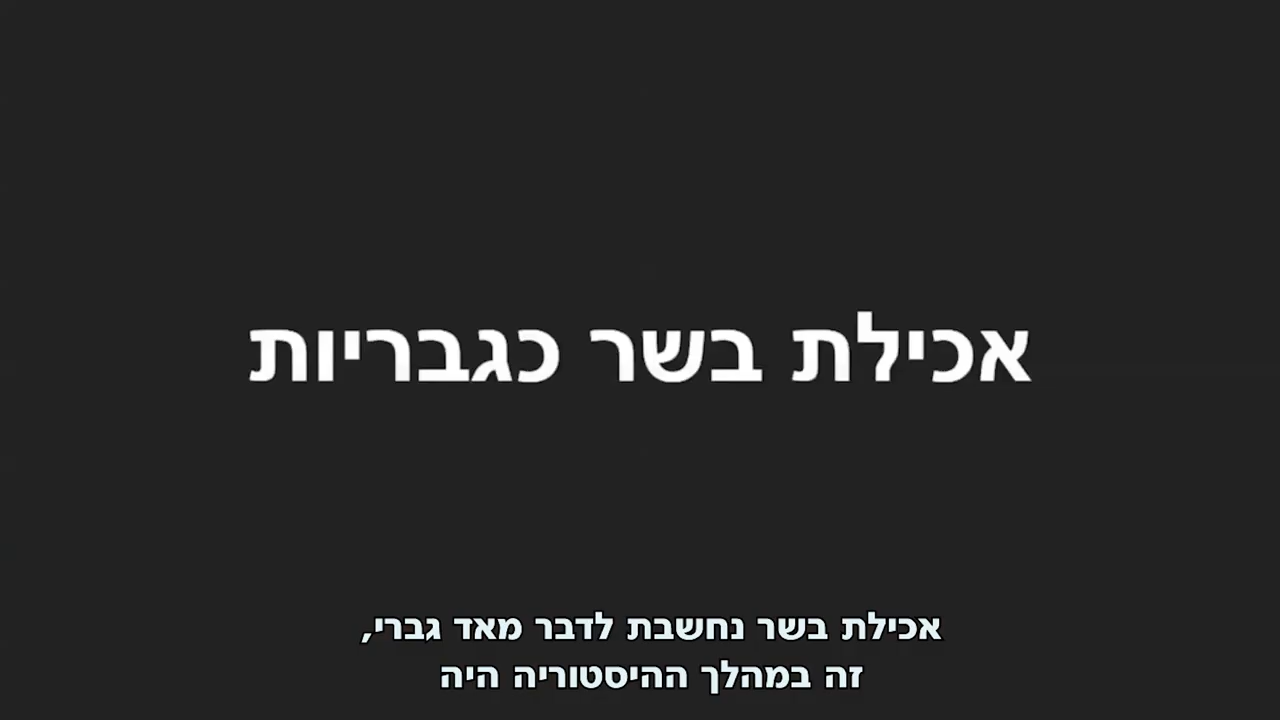 אכילת בשר כגבריות
אכילת בשר נחשבת לדבר מאד גברי,
זה במהלך ההיסטוריה היה